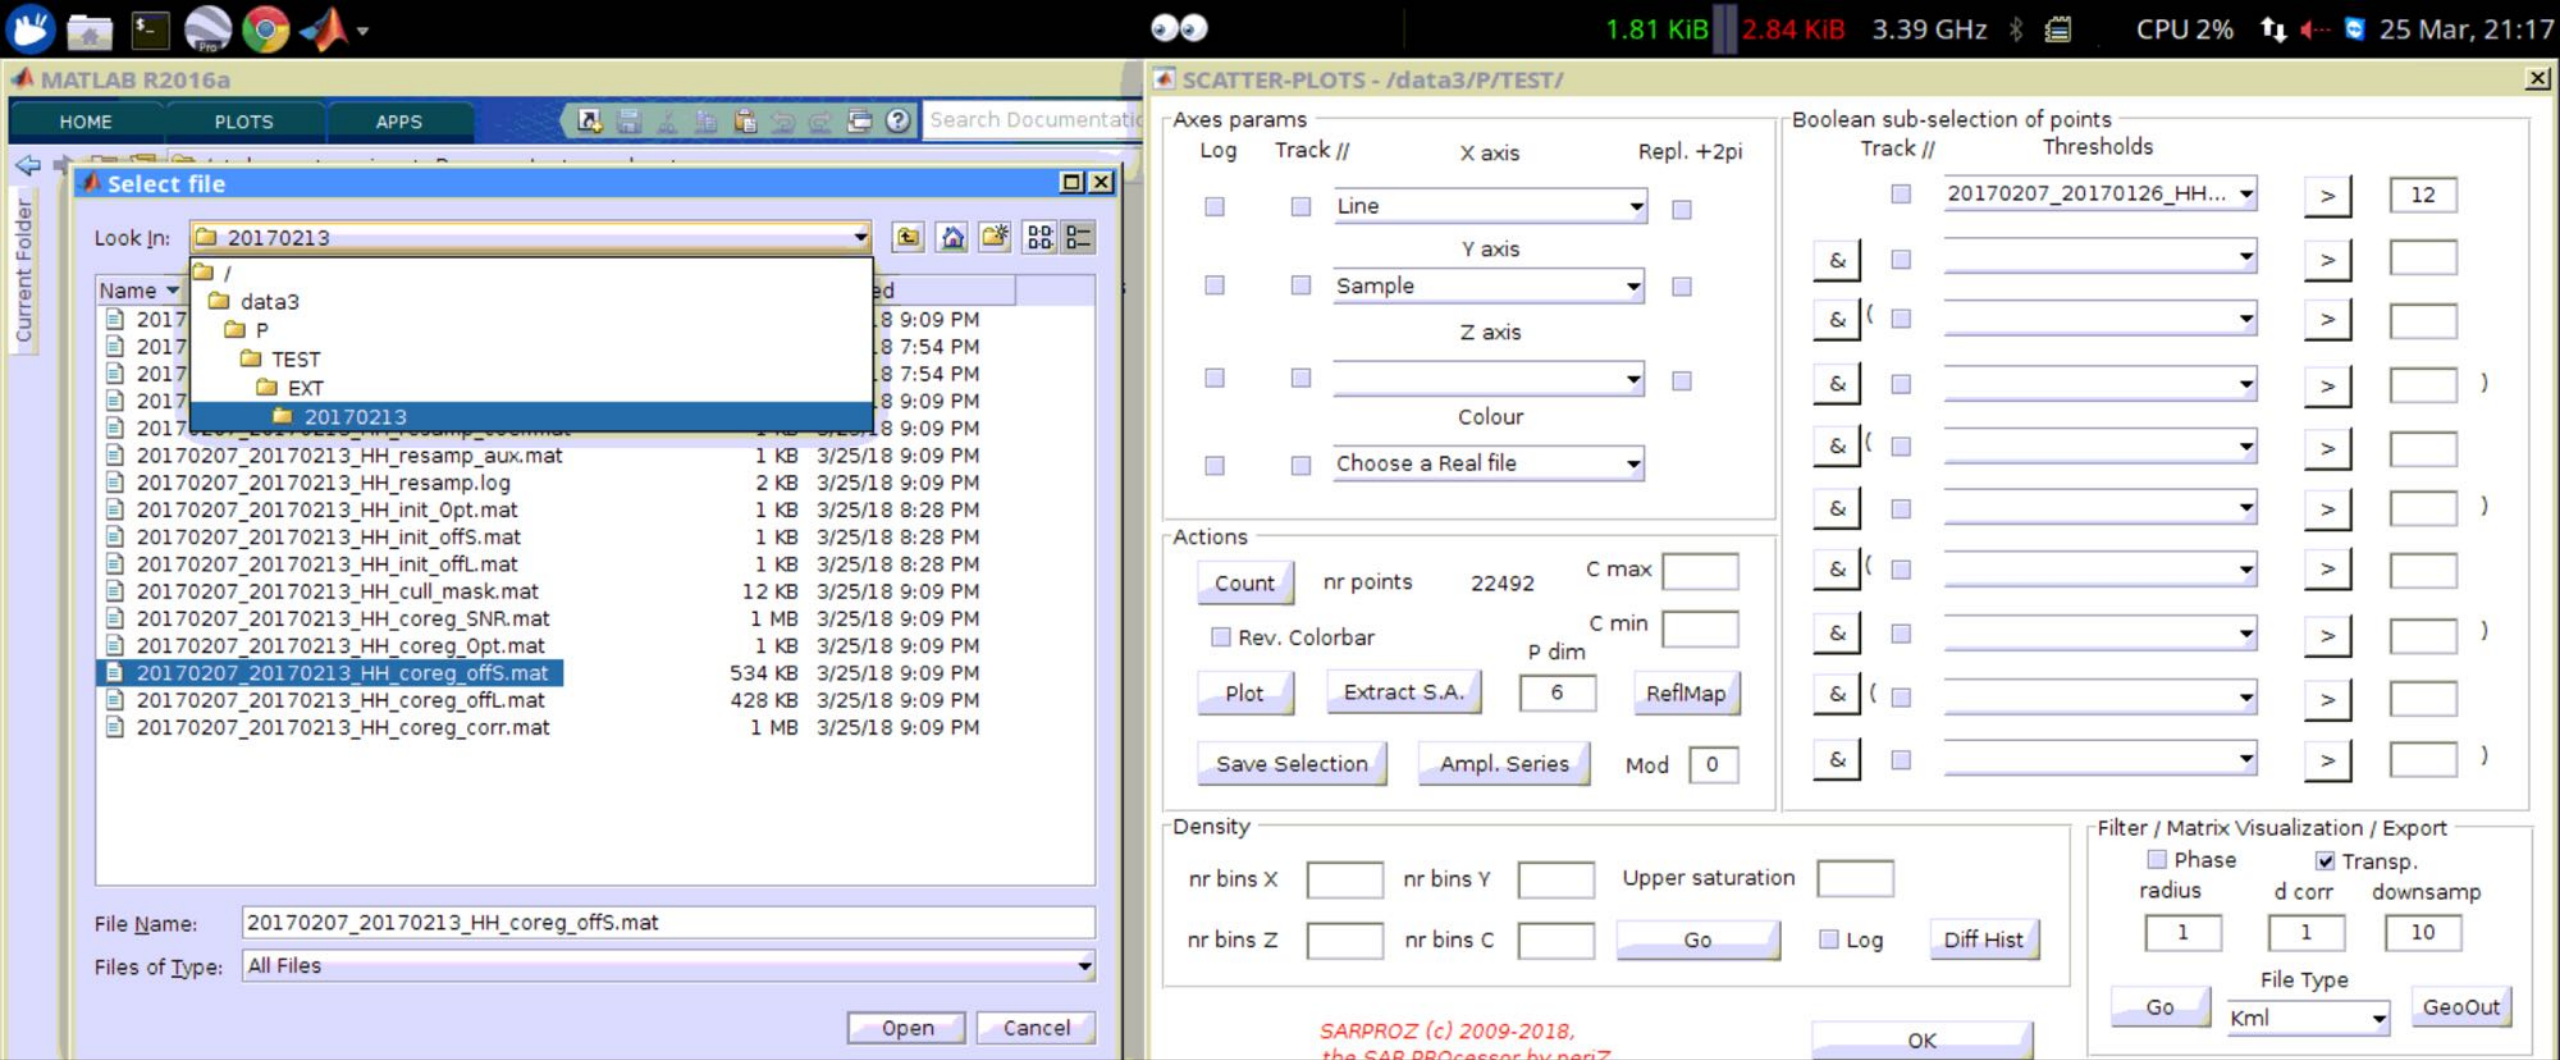 $_
Pro
1.81 KiB 2.84 KiB 3.39 GHz CPU 2% 25 Mar, 21:17
MATLAB R2016a
HOME PLOTS APPS Search Documentatio
Current Folder
Select file
Look In: 20170213
/
data3
P
TEST
EXT
20170213
Name ed
2017 .8 9:09 PM
2017 .8 7:54 PM
2017 .8 7:54 PM
2017 .8 9:09 PM
2017 8 9:09 PM
20170207_20170213_HH_resamp_aux.mat 1 KB 3/25/18 9:09 PM
20170207_20170213_HH_resamp.log 2 KB 3/25/18 9:09 PM
20170207_20170213_HH_init_Opt.mat 1 KB 3/25/18 8:28 PM
20170207_20170213_HH_init_offS.mat 1 KB 3/25/18 8:28 PM
20170207_20170213_HH_init_offL.mat 1 KB 3/25/18 8:28 PM
20170207_20170213_HH_cull_mask.mat 12 KB 3/25/18 9:09 PM
20170207_20170213_HH_coreg_SNR.mat 1 MB 3/25/18 9:09 PM
20170207_20170213_HH_coreg_Opt.mat 1 KB 3/25/18 9:09 PM
20170207_20170213_HH_coreg_offS.mat 534 KB 3/25/18 9:09 PM
20170207_20170213_HH_coreg_offL.mat 428 KB 3/25/18 9:09 PM
20170207_20170213_HH_coreg_corr.mat 1 MB 3/25/18 9:09 PM
File Name: 20170207_20170213_HH_coreg_offS.mat
Files of Type: All Files
Open Cancel
SCATTER-PLOTS - /data3/P/TEST/
Axes params
Log Track // X axis Repl. +2pi
Line
Y axis
Sample
Z axis
Colour
Choose a Real file
Boolean sub-selection of points
Track // Thresholds
20170207_20170126_HH... > 12
& >
& ( >
& > )
& ( >
& > )
& ( >
& > )
& ( >
& > )
Actions
Count nr points 22492 C max
Rev. Colorbar C min
P dim
Plot Extract S.A. 6 ReflMap
Save Selection Ampl. Series Mod 0
Density
nr bins X nr bins Y Upper saturation
nr bins Z nr bins C Go Log Diff Hist
Filter / Matrix Visualization / Export
Phase Transp.
radius d corr downsamp
1 1 10
File Type
Go Kml GeoOut
SARPROZ (c) 2009-2018,
the SAR PROcessor by periZ
OK